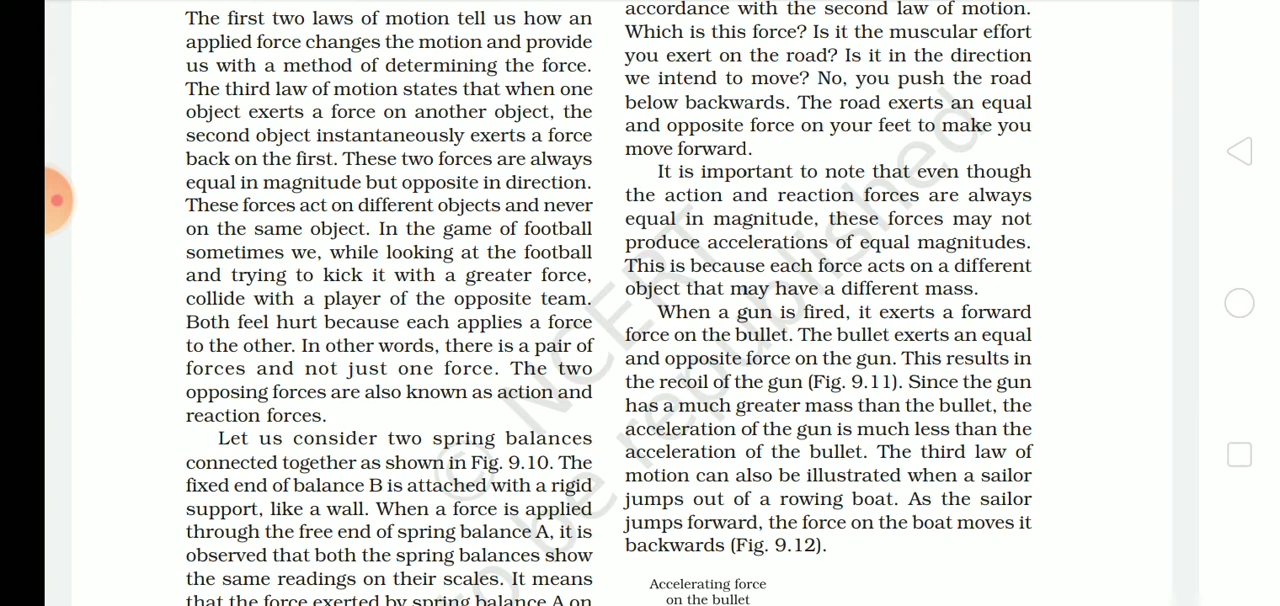 The first two laws of motion tell us how an
applied force changes the motion and provide
us with a method of determining the force.
The third law of motion states that when one
object exerts a force on another object, the
second object instantaneously exerts a force
back on the first. These two forces are always
equal in magnitude but opposite in direction.
These forces act on different objects and never
on the same object. In the game of football
sometimes we, while looking at the football
and trying to kick it with a greater force,
collide with a player of the opposite team.
Both feel hurt because each applies a force
to the other. In other words, there is a pair of
forces and not just one force. The two
opposing forces are also known as action and
reaction forces.
Let us consider two spring balances
connected together as shown in Fig. 9.10. The
fixed end of balance B is attached with a rigid
support, like a wall. When a force is applied
through the free end of spring balance A, it is
observed that both the spring balances show
the same readings on their scales. It means
that the force exerted by spring balance A on
accordance with the second law of motion.
Which is this force? Is it the muscular effort
you exert on the road? Is it in the direction
we intend to move? No, you push the road
below backwards. The road exerts an equal
and opposite force on your feet to make you
move forward.
It is important to note that even though
the action and reaction forces are always
equal in magnitude, these forces may not
produce accelerations of equal magnitudes.
This is because each force acts on a different
object that may have a different mass.
When a gun is fired, it exerts a forward
force on the bullet. The bullet exerts an equal
and opposite force on the gun. This results in
the recoil of the gun (Fig. 9.11). Since the gun
has a much greater mass than the bullet, the
acceleration of the gun is much less than the
acceleration of the bullet. The third law of
motion can also be illustrated when a sailor
jumps out of a rowing boat. As the sailor
jumps forward, the force on the boat moves it
backwards (Fig. 9.12).
Accelerating force
on the bullet
© NCERT
to be republished